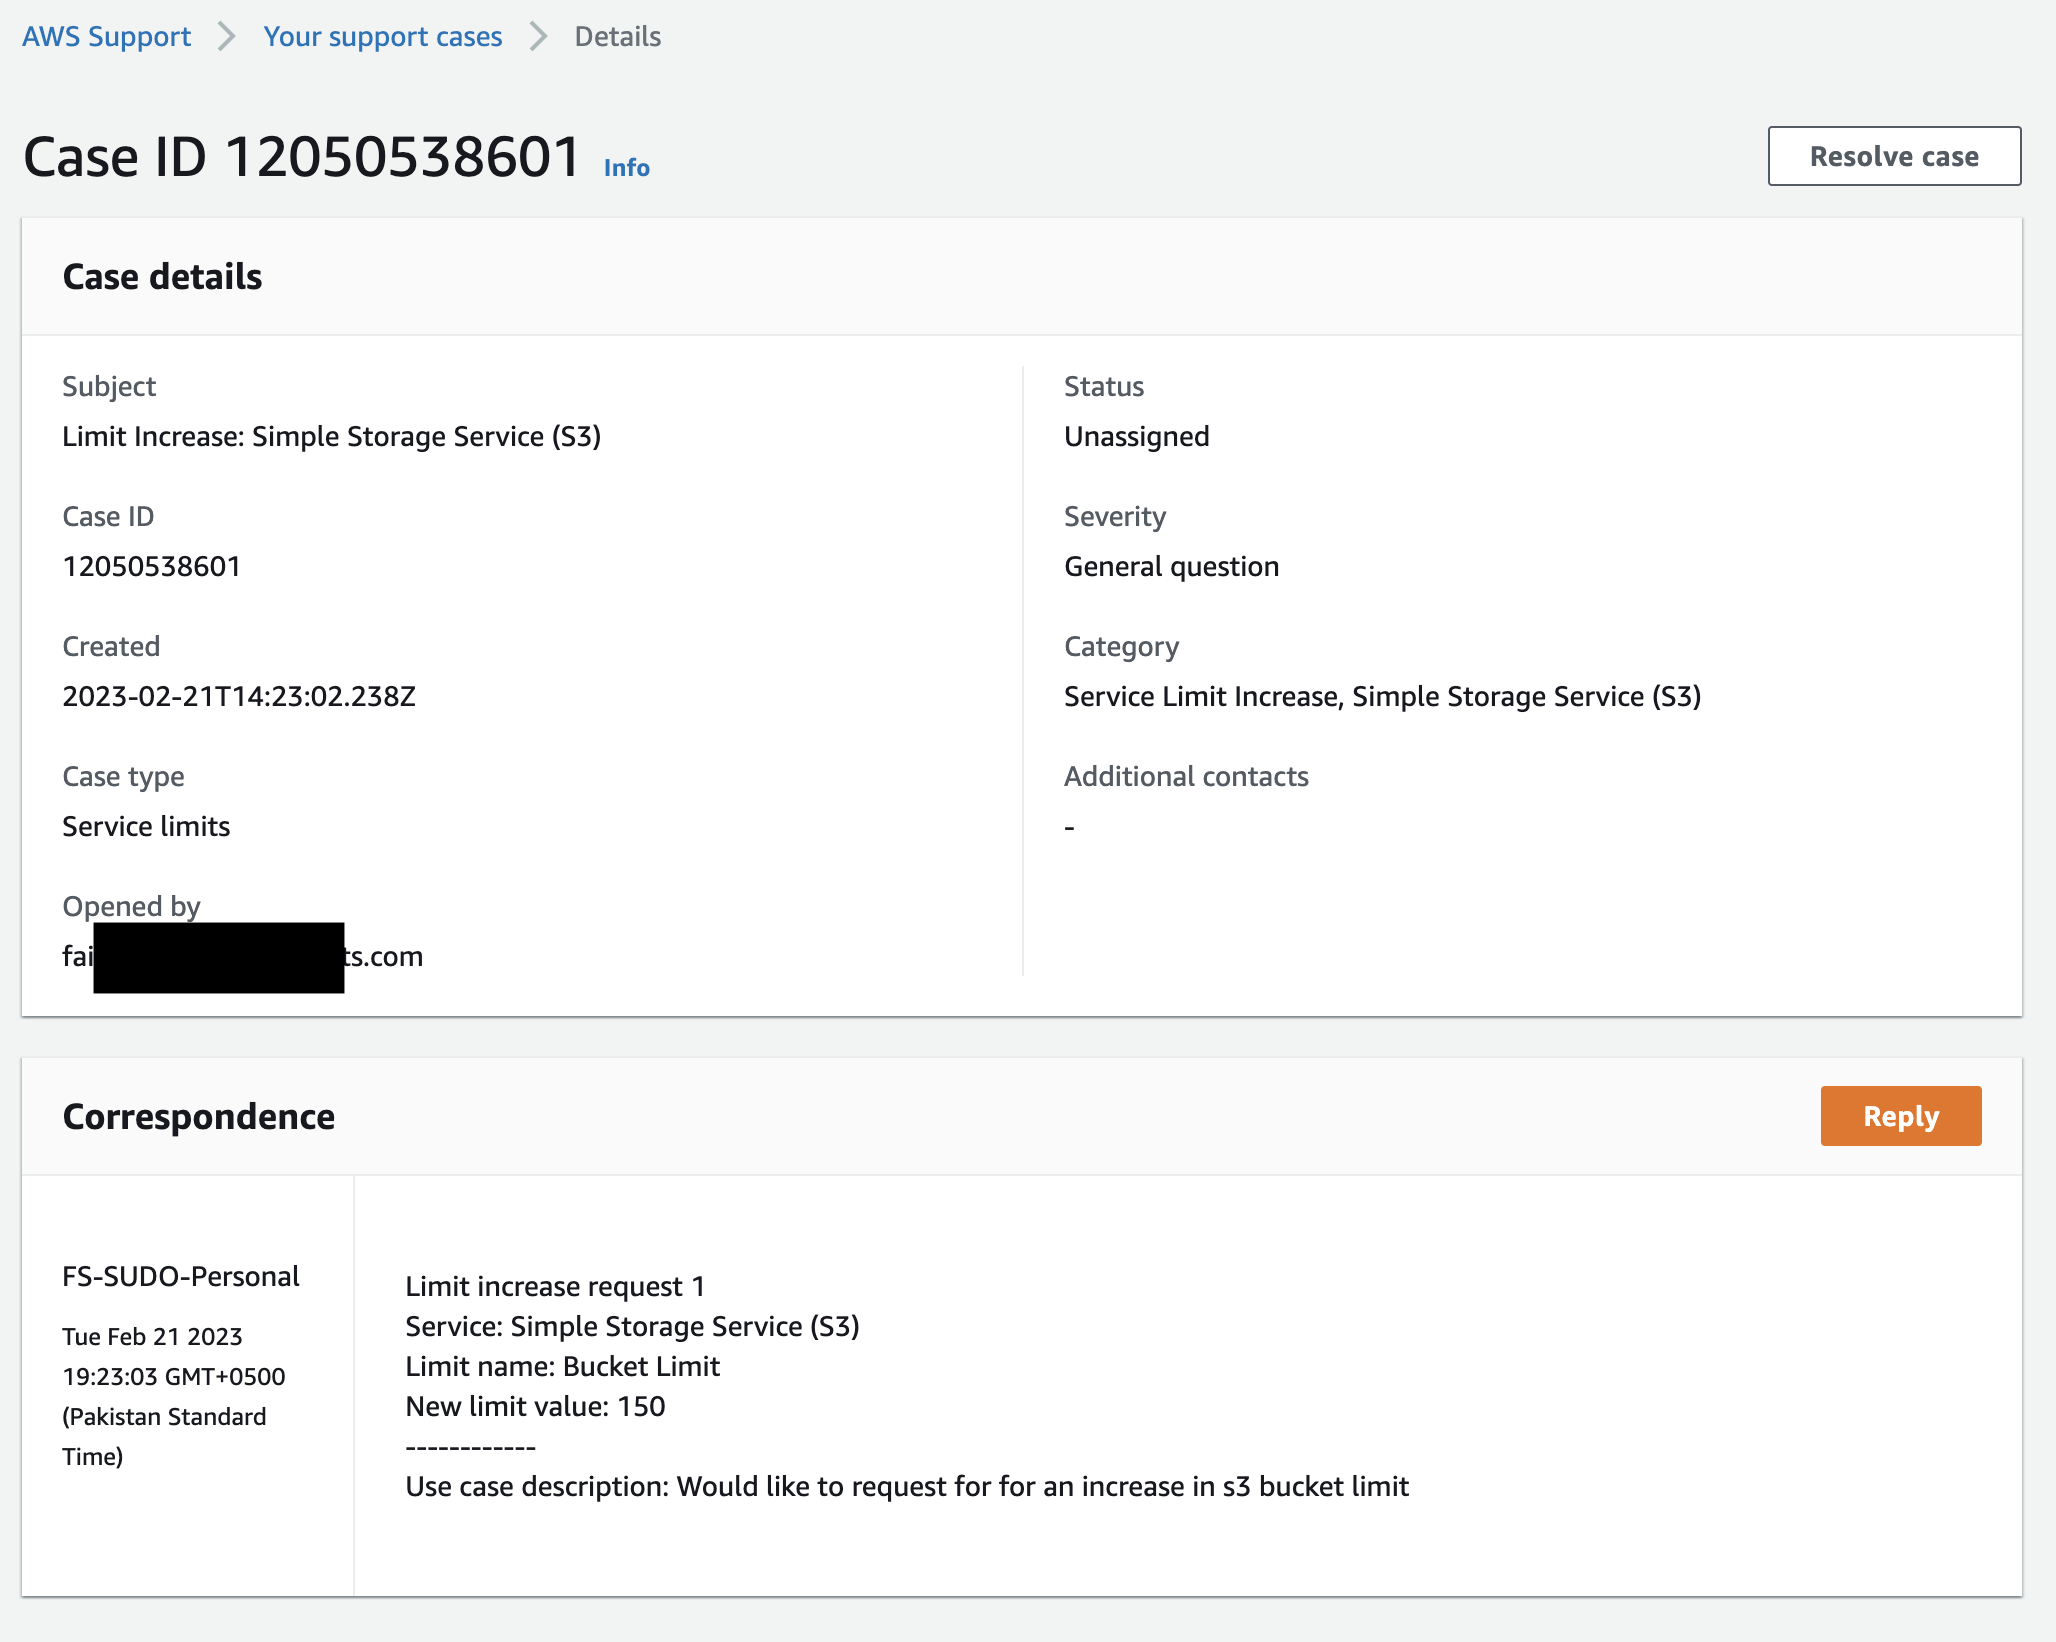 AWS Support > Your support cases > Details
Case ID 12050538601 Info
Resolve case
Case details
Subject
Limit Increase: Simple Storage Service (S3)
Case ID
12050538601
Created
2023-02-21T14:23:02.238Z
Case type
Service limits
Opened by
fai ts.com
Status
Unassigned
Severity
General question
Category
Service Limit Increase, Simple Storage Service (S3)
Additional contacts
-
Correspondence
Reply
FS-SUDO-Personal
Tue Feb 21 2023
19:23:03 GMT+0500
(Pakistan Standard
Time)
Limit increase request 1
Service: Simple Storage Service (S3)
Limit name: Bucket Limit
New limit value: 150
------------
Use case description: Would like to request for for an increase in s3 bucket limit